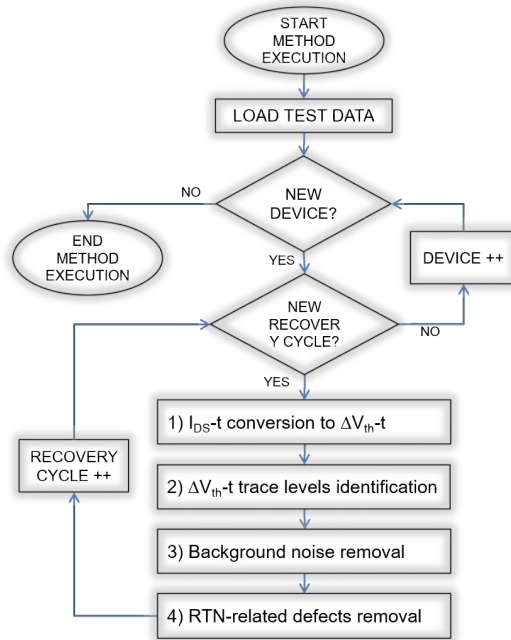 START
METHOD
EXECUTION
LOAD TEST DATA
NEW
DEVICE?
NO
YES
END
METHOD
EXECUTION
DEVICE ++
NEW
RECOVER
Y CYCLE?
NO
YES
1) IDS-t conversion to ΔVth-t
2) ΔVth-t trace levels identification
3) Background noise removal
4) RTN-related defects removal
RECOVERY
CYCLE ++